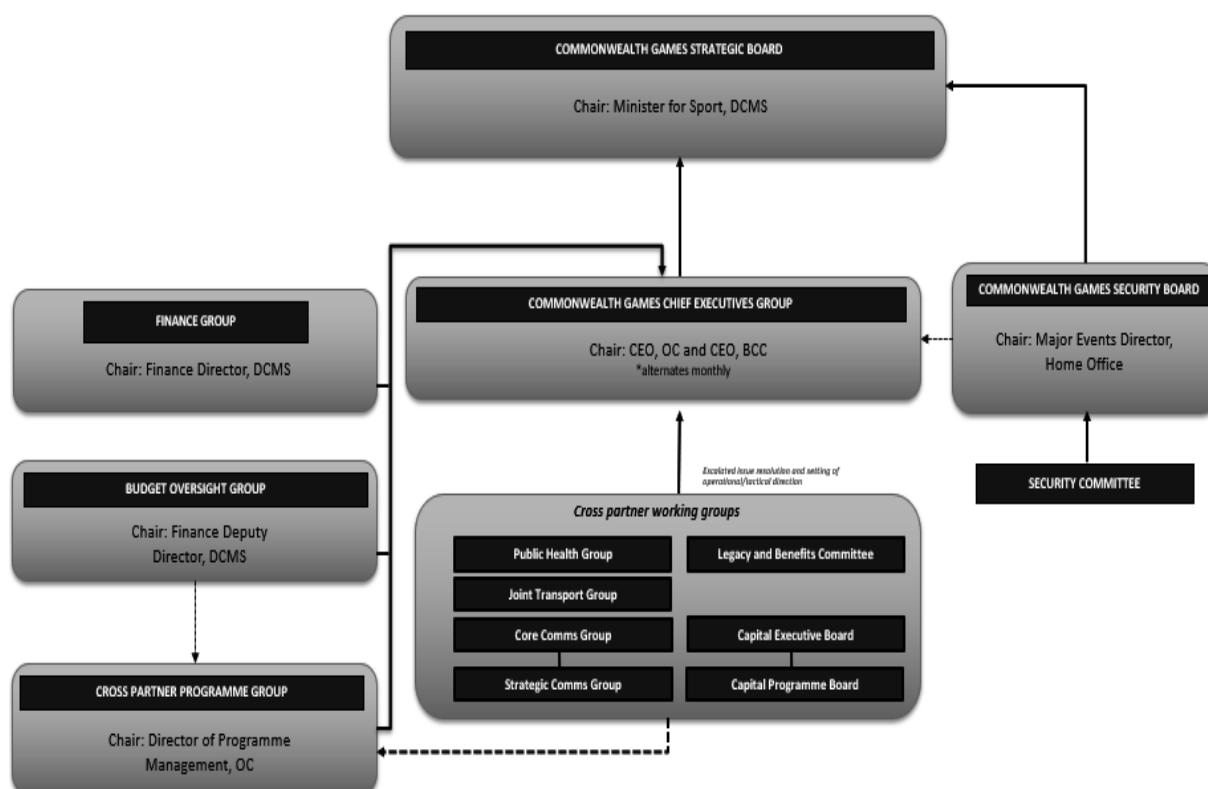 COMMONWEALTH GAMES STRATEGIC BOARD
Chair: Minister for Sport, DCMS
COMMONWEALTH GAMES CHIEF EXECUTIVES GROUP
Chair: CEO, OC and CEO, BCC
*alternates monthly
COMMONWEALTH GAMES SECURITY BOARD
Chair: Major Events Director,
Home Office
SECURITY COMMITTEE
FINANCE GROUP
Chair: Finance Director, DCMS
BUDGET OVERSIGHT GROUP
Chair: Finance Deputy
Director, DCMS
CROSS PARTNER PROGRAMME GROUP
Chair: Director of Programme
Management, OC
Escalated issue resolution and setting of
operational/tactical direction
Cross partner working groups
Public Health Group
Legacy and Benefits Committee
Joint Transport Group
Core Comms Group
Capital Executive Board
Strategic Comms Group
Capital Programme Board